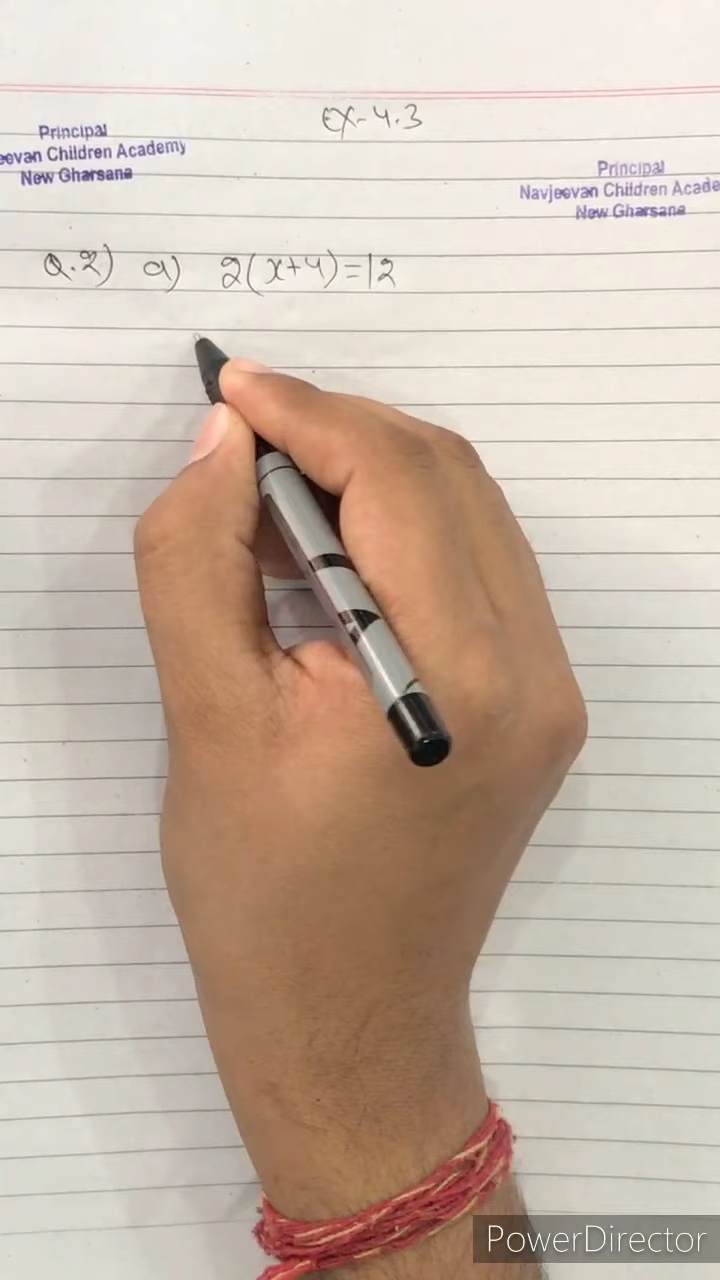 Ex-4.3
Principal
eevan Children Academy
New Gharsana
Principal
Navjeevan Children Acade
New Gharsana
Q.2) a) 2(x+4)=12
PowerDirector